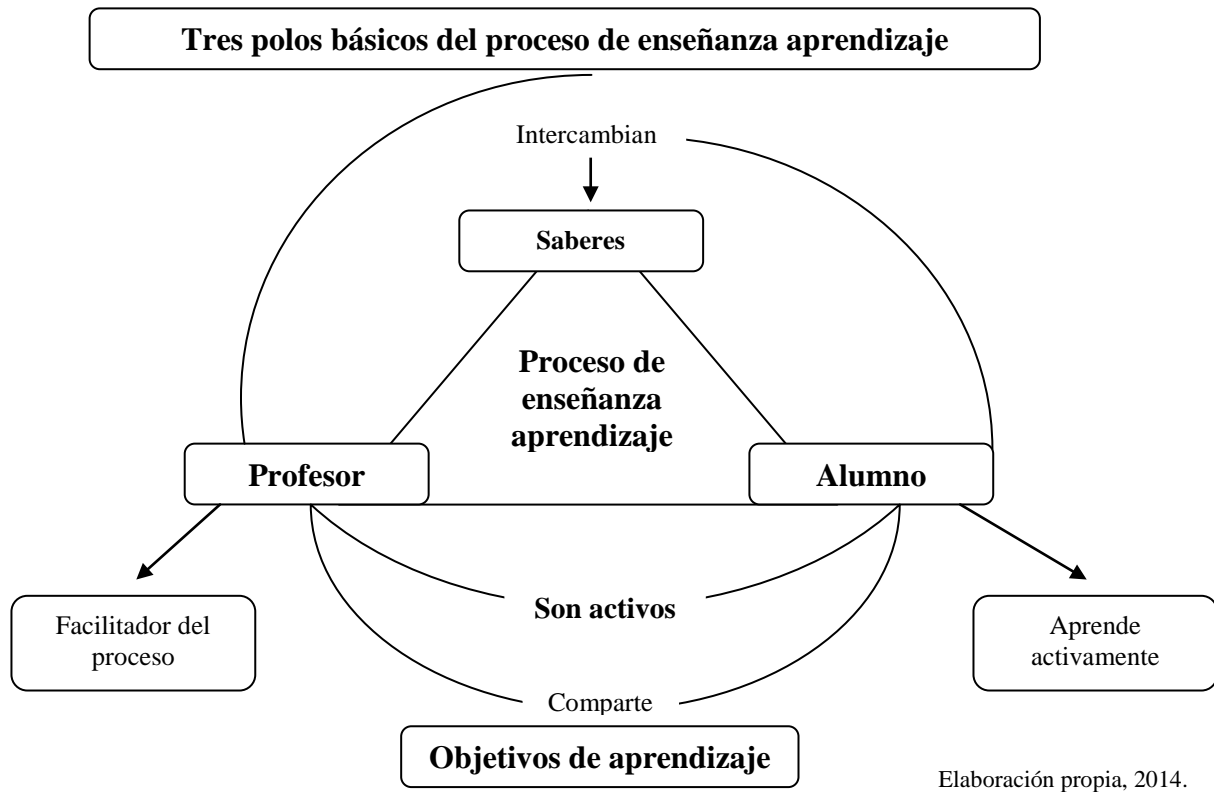 Tres polos básicos del proceso de enseñanza aprendizaje
Intercambian
Saberes
Proceso de
enseñanza
aprendizaje
Profesor
Alumno
Son activos
Facilitador del
proceso
Aprende
activamente
Comparte
Objetivos de aprendizaje
Elaboración propia, 2014.